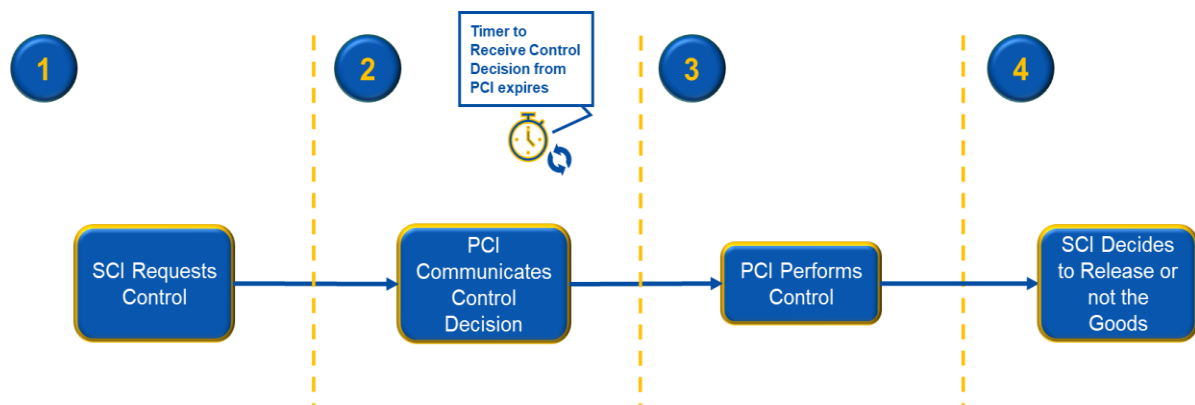 1
2
3
4
Timer to
Receive Control
Decision from
PCI expires
SCI Requests
Control
PCI
Communicates
Control
Decision
PCI Performs
Control
SCI Decides
to Release or
not the
Goods